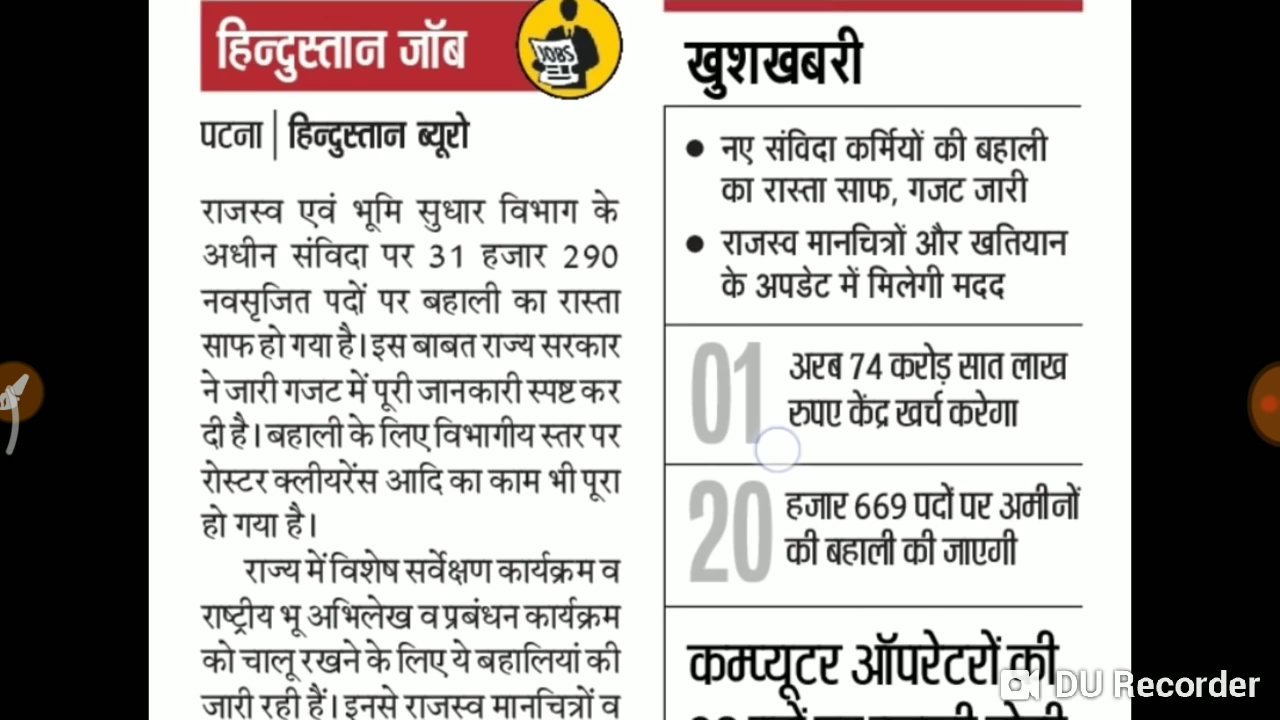 हिन्दुस्तान जॉब
JOBS
पटना | हिन्दुस्तान ब्यूरो
राजस्व एवं भूमि सुधार विभाग के
अधीन संविदा पर 31 हजार 290
नवसृजित पदों पर बहाली का रास्ता
साफ हो गया है। इस बाबत राज्य सरकार
ने जारी गजट में पूरी जानकारी स्पष्ट कर
दी है। बहाली के लिए विभागीय स्तर पर
रोस्टर क्लीयरेंस आदि का काम भी पूरा
हो गया है।
राज्य में विशेष सर्वेक्षण कार्यक्रम व
राष्ट्रीय भू अभिलेख व प्रबंधन कार्यक्रम
को चालू रखने के लिए ये बहालियां की
जारी रही हैं। इनसे राजस्व मानचित्रों व
खुशखबरी
● नए संविदा कर्मियों की बहाली
का रास्ता साफ, गजट जारी
● राजस्व मानचित्रों और खतियान
के अपडेट में मिलेगी मदद
01 अरब 74 करोड़ सात लाख
रुपए केंद्र खर्च करेगा
20 हजार 669 पदों पर अमीनों
की बहाली की जाएगी
कम्प्यूटर ऑपरेटरों की
DU Recorder